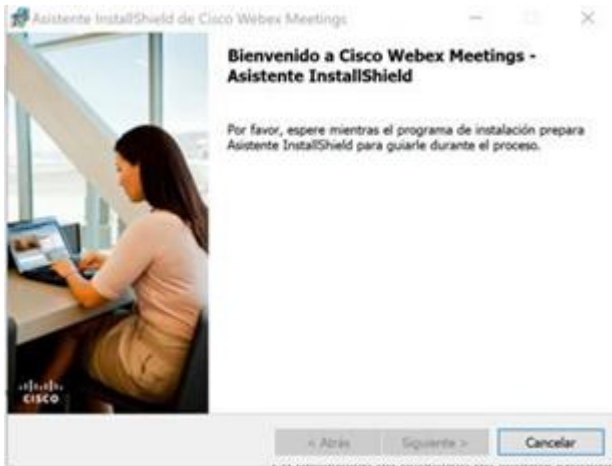 Asistente InstallShield de Cisco Webex Meetings
Bienvenido a Cisco Webex Meetings -
Asistente InstallShield
Por favor, espere mientras el programa de instalación prepara
Asistente InstallShield para guiarle durante el proceso.
CISCO
< Atrás
Siguiente >
Cancelar